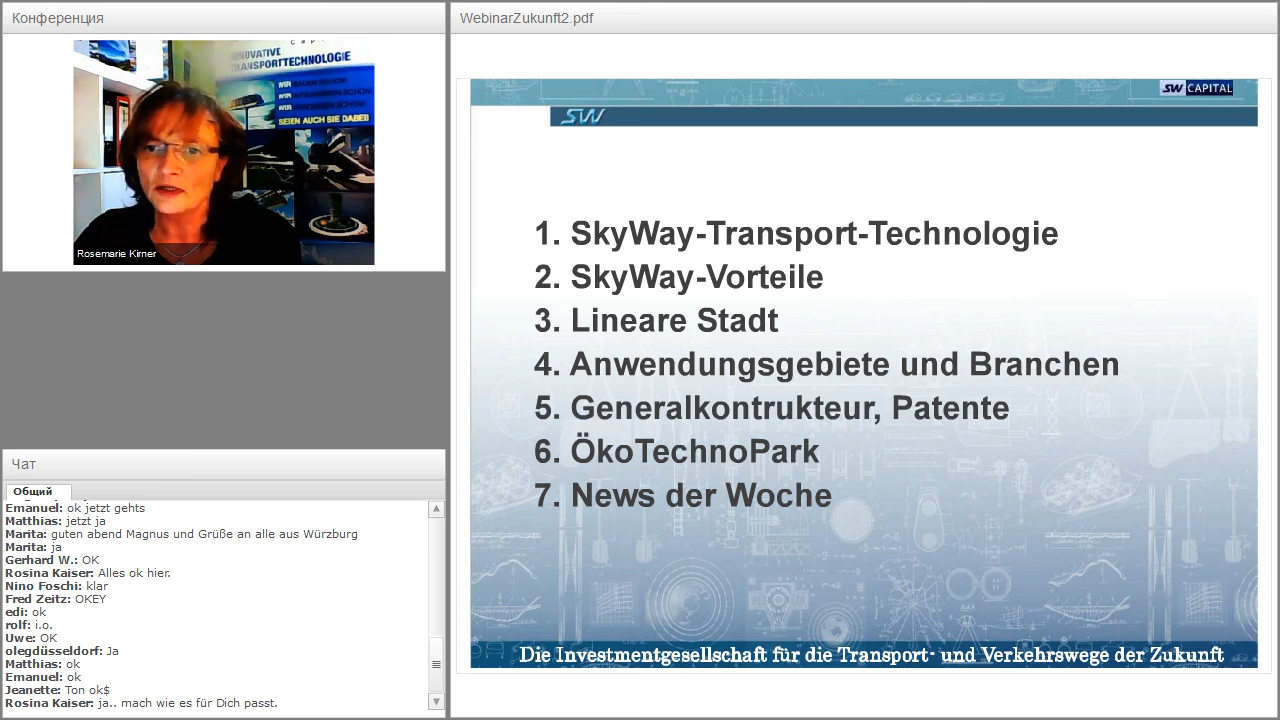 Конференция
INNOVATIVE
TRANSPORTTECHNOLOGIE
WIR BAUEN SCHON!
WIR
WIR
SEIEN AUCH SIE DABEI!
Rosemarie Kirner
Чат
Общий
Emanuel: ok jetzt gehts
Matthias: jetzt ja
Marita: guten abend Magnus und Grüße an alle aus Würzburg
Marita: ja
Gerhard W.: OK
Rosina Kaiser: Alles ok hier.
Nino Foschi: klar
Fred Zeitz: OKEY
edi: ok
rolf: i.o.
Uwe: OK
olegdüsseldorf: Ja
Matthias: ok
Emanuel: ok
Jeanette: Ton ok$
Rosina Kaiser: ja.. mach wie es für Dich passt.
WebinarZukunft2.pdf
SW CAPITAL
SW
1. SkyWay-Transport-Technologie
2. SkyWay-Vorteile
3. Lineare Stadt
4. Anwendungsgebiete und Branchen
5. Generalkontrukteur, Patente
6. ÖkoTechnoPark
7. News der Woche
Die Investmentgesellschaft für die Transport- und Verkehrswege der Zukunft